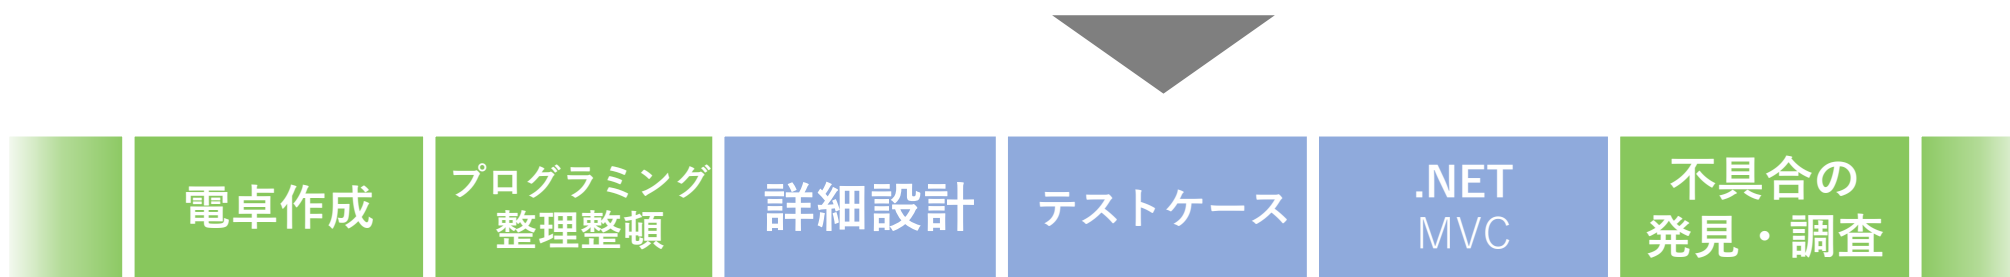 電卓作成
プログラミング
整理整頓
詳細設計
テストケース
.NET
MVC
不具合の
発見・調査